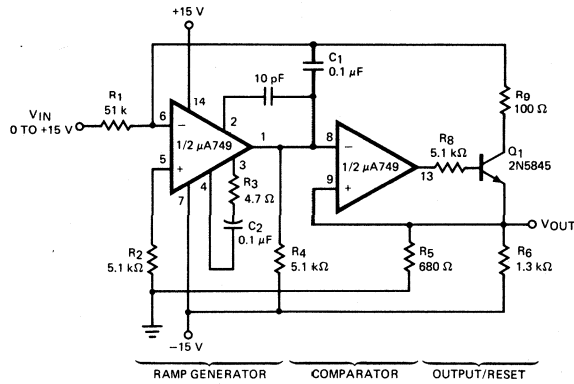 +15 V
C1
0.1 µF
10 pF
R9
100 Ω
R1
51 k
VIN
0 TO +15 V
6
−
14
2
1/2 µA749
1
5
+
7
4
3
R3
4.7 Ω
C2
0.1 µF
8
−
1/2 µA749
9
+
13
R8
5.1 kΩ
Q1
2N5845
VOUT
R2
5.1 kΩ
R4
5.1 kΩ
R5
680 Ω
R6
1.3 kΩ
−15 V
RAMP GENERATOR
COMPARATOR
OUTPUT/RESET